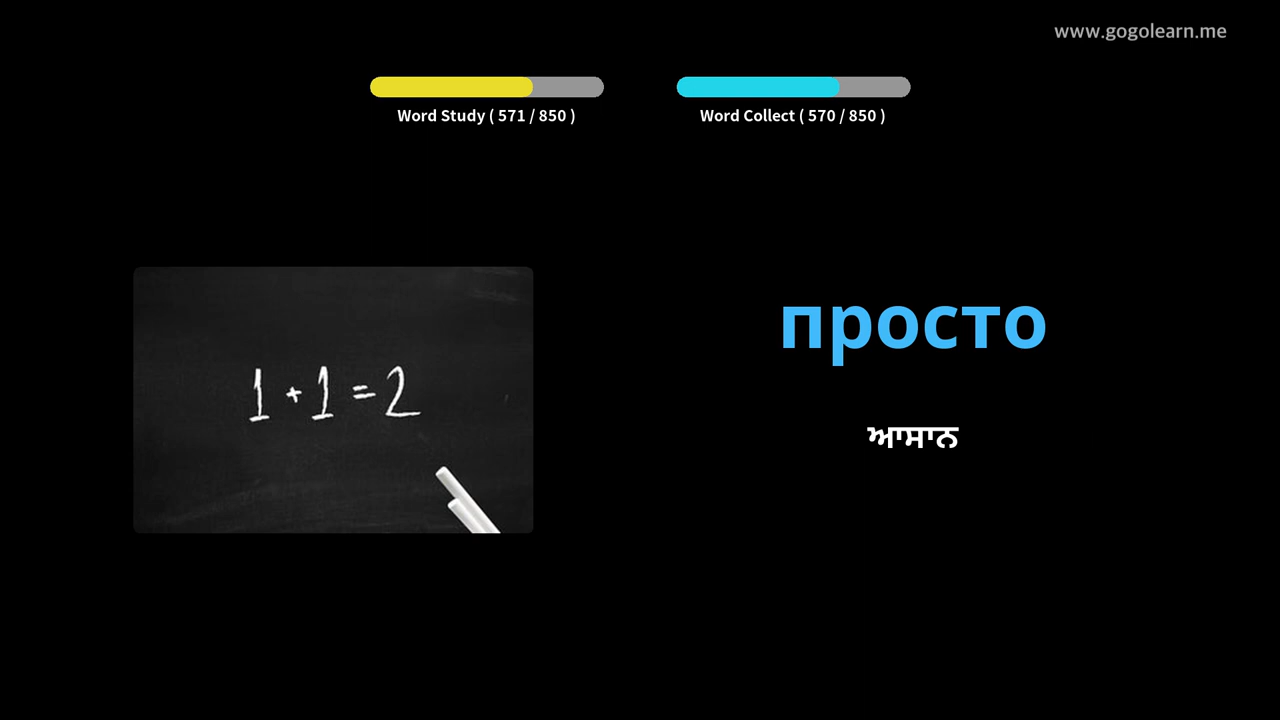 www.gogolearn.me
Word Study ( 571 / 850 )
Word Collect ( 570 / 850 )
1 + 1 = 2
просто
ਆਸਾਨ